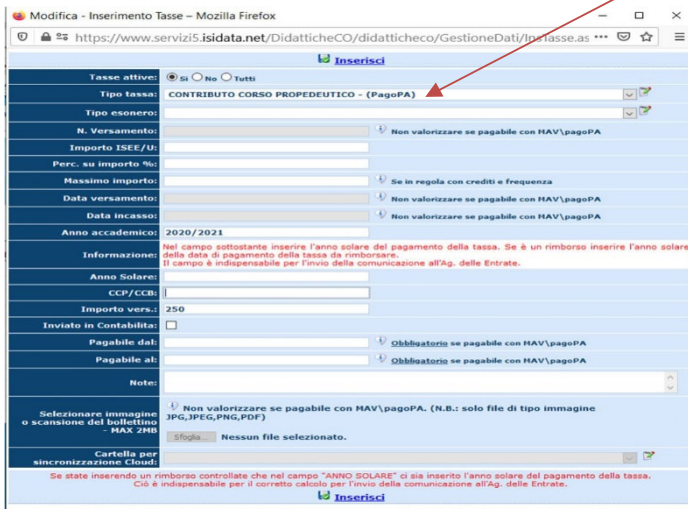 Modifica - Inserimento Tasse – Mozilla Firefox
https://www.servizi5.isidata.net/DidatticheCO/didatticheco/GestioneDati/InsTasse.as
Inserisci
Tasse attive: Si No Tutti
Tipo tassa: CONTRIBUTO CORSO PROPEDEUTICO - (PagoPA)
Tipo esonero:
N. Versamento: Non valorizzare se pagabile con MAV\pagoPA
Importo ISEE/U:
Perc. su importo %:
Massimo importo: Se in regola con crediti e frequenza
Data versamento: Non valorizzare se pagabile con MAV\pagoPA
Data incasso: Non valorizzare se pagabile con MAV\pagoPA
Anno accademico: 2020/2021
Informazione: Nel campo sottostante inserire l'anno solare del pagamento della tassa. Se è un rimborso inserire l'anno solare
della data di pagamento della tassa da rimborsare.
Il campo è indispensabile per l'invio della comunicazione all'Ag. delle Entrate.
Anno Solare:
CCP/CCB:
Importo vers.: 250
Inviato in Contabilita:
Pagabile dal: Obbligatorio se pagabile con MAV\pagoPA
Pagabile al: Obbligatorio se pagabile con MAV\pagoPA
Note:
Selezionare immagine
o scansione del bollettino
- MAX 2MB
Non valorizzare se pagabile con MAV\pagoPA. (N.B.: solo file di tipo immagine
JPG,JPEG,PNG,PDF)
Sfoglia... Nessun file selezionato.
Cartella per
sincronizzazione Cloud:
Se state inserendo un rimborso controllate che nel campo "ANNO SOLARE" ci sia inserito l'anno solare del pagamento della tassa.
Ciò è indispensabile per il corretto calcolo per l'invio della comunicazione all'Ag. delle Entrate.
Inserisci